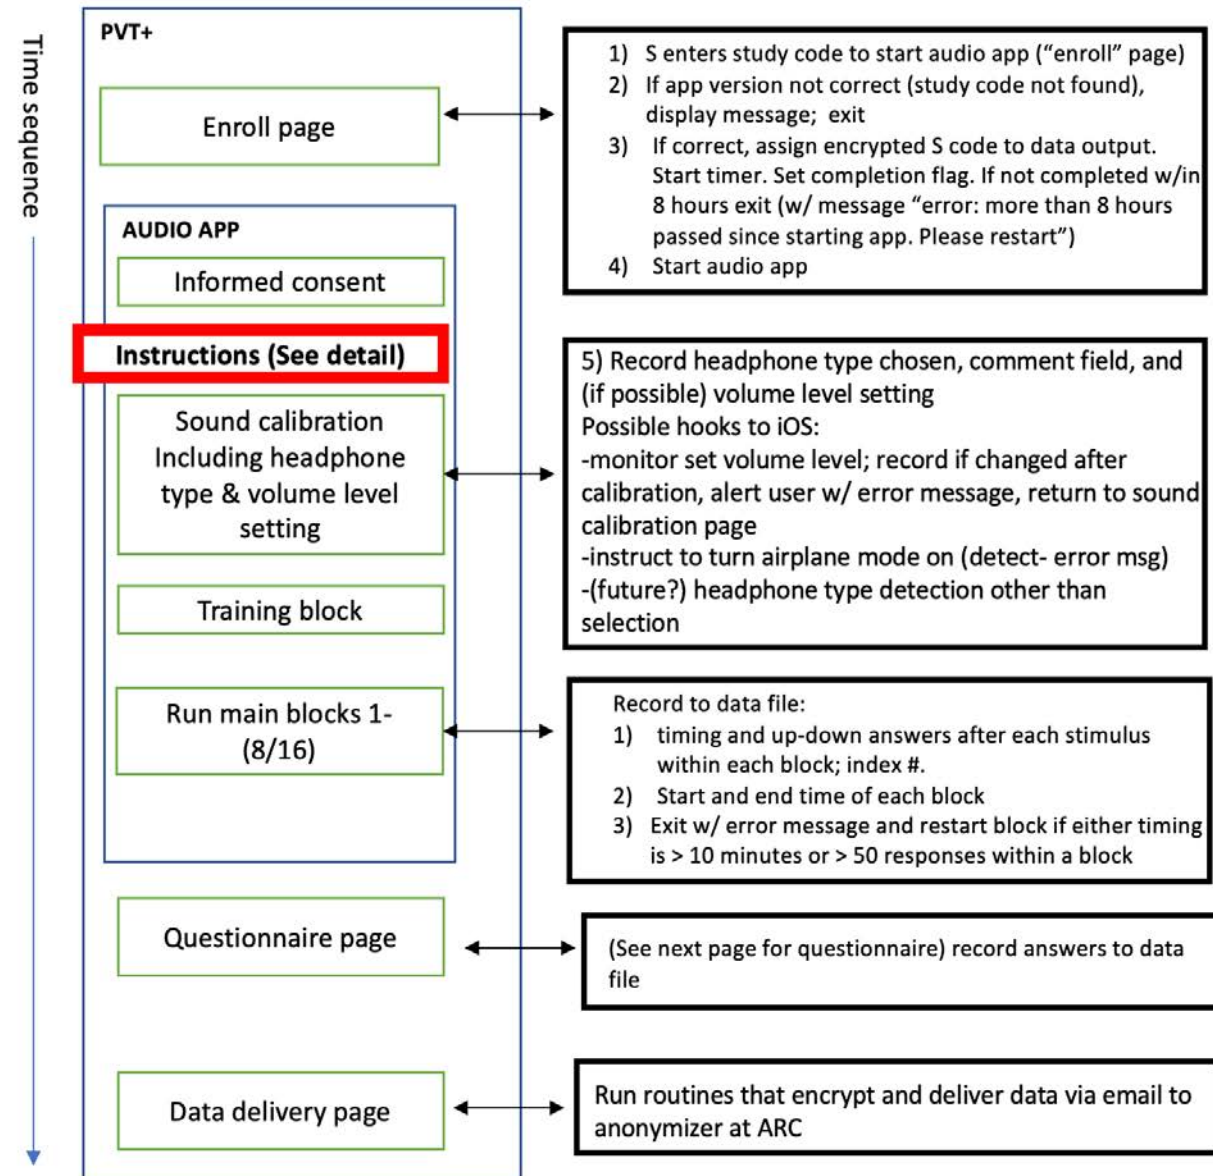 Time sequence
PVT+
Enroll page
1) S enters study code to start audio app (“enroll” page)
2) If app version not correct (study code not found),
display message; exit
3) If correct, assign encrypted S code to data output.
Start timer. Set completion flag. If not completed w/in
8 hours exit (w/ message “error: more than 8 hours
passed since starting app. Please restart”)
4) Start audio app
AUDIO APP
Informed consent
Instructions (See detail)
Sound calibration
Including headphone
type & volume level
setting
5) Record headphone type chosen, comment field, and
(if possible) volume level setting
Possible hooks to iOS:
-monitor set volume level; record if changed after
calibration, alert user w/ error message, return to sound
calibration page
-instruct to turn airplane mode on (detect- error msg)
-(future?) headphone type detection other than
selection
Training block
Run main blocks 1-
(8/16)
Record to data file:
1) timing and up-down answers after each stimulus
within each block; index #.
2) Start and end time of each block
3) Exit w/ error message and restart block if either timing
is > 10 minutes or > 50 responses within a block
Questionnaire page
(See next page for questionnaire) record answers to data
file
Data delivery page
Run routines that encrypt and deliver data via email to
anonymizer at ARC